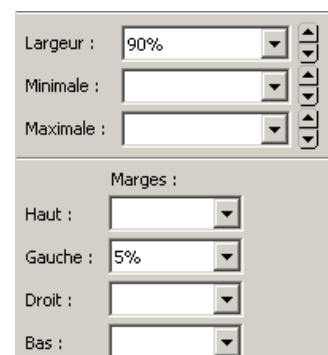 Largeur : 90%
Minimale :
Maximale :
Marges :
Haut :
Gauche : 5%
Droit :
Bas :